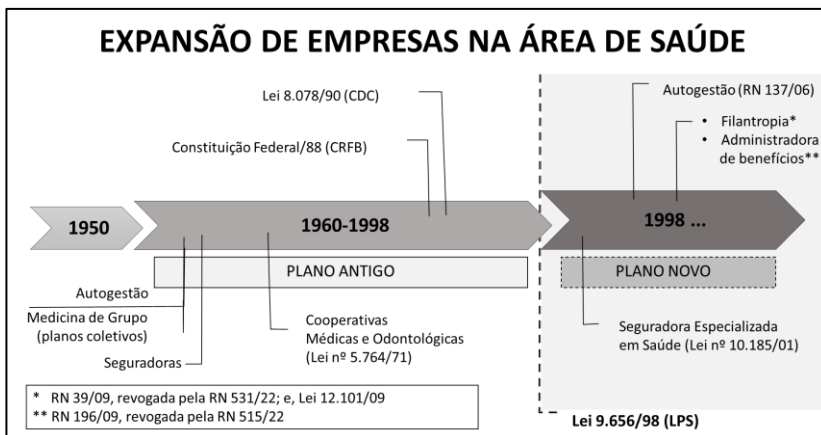 EXPANSÃO DE EMPRESAS NA ÁREA DE SAÚDE
Lei 8.078/90 (CDC)
Constituição Federal/88 (CRFB)
Autogestão (RN 137/06)
• Filantropia*
• Administradora
de benefícios**
1950
1960-1998
1998 ...
PLANO ANTIGO
PLANO NOVO
Autogestão
Medicina de Grupo
(planos coletivos)
Seguradoras
Cooperativas
Médicas e Odontológicas
(Lei nº 5.764/71)
Seguradora Especializada
em Saúde (Lei nº 10.185/01)
* RN 39/09, revogada pela RN 531/22; e, Lei 12.101/09
** RN 196/09, revogada pela RN 515/22
Lei 9.656/98 (LPS)